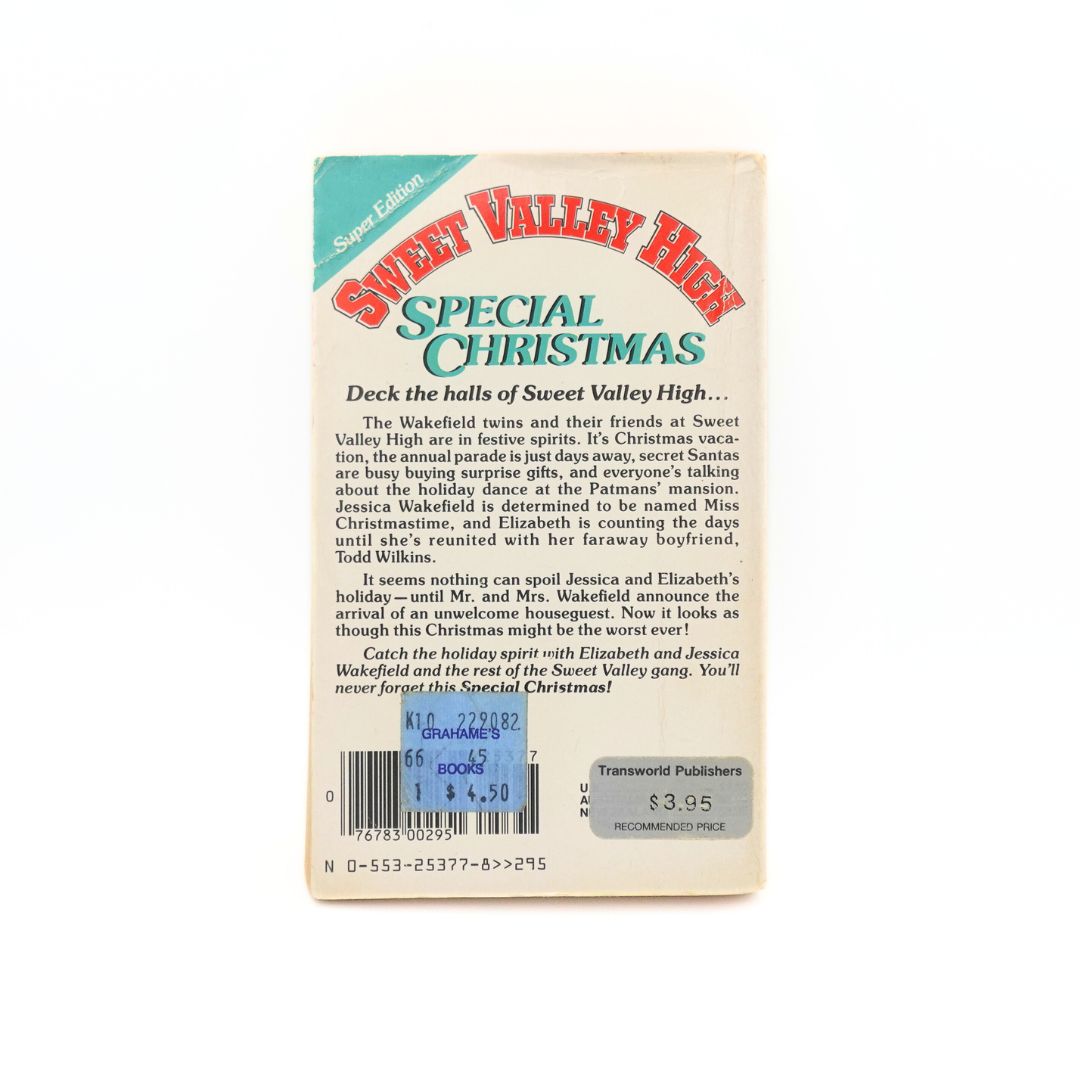 Super Edition
SWEET VALLEY HIGH
SPECIAL
CHRISTMAS
Deck the halls of Sweet Valley High...
The Wakefield twins and their friends at Sweet
Valley High are in festive spirits. It's Christmas vaca-
tion, the annual parade is just days away, secret Santas
are busy buying surprise gifts, and everyone's talking
about the holiday dance at the Patmans' mansion.
Jessica Wakefield is determined to be named Miss
Christmastime, and Elizabeth is counting the days
until she's reunited with her faraway boyfriend,
Todd Wilkins.
It seems nothing can spoil Jessica and Elizabeth's
holiday—until Mr. and Mrs. Wakefield announce the
arrival of an unwelcome houseguest. Now it looks as
though this Christmas might be the worst ever!
Catch the holiday spirit with Elizabeth and Jessica
Wakefield and the rest of the Sweet Valley gang. You'll
never forget this Special Christmas!
K10 229082
GRAHAME'S
66 45
BOOKS
1 $ 4.50
Transworld Publishers
$3.95
RECOMMENDED PRICE
0
76783 00295
N 0-553-25377-8>>295